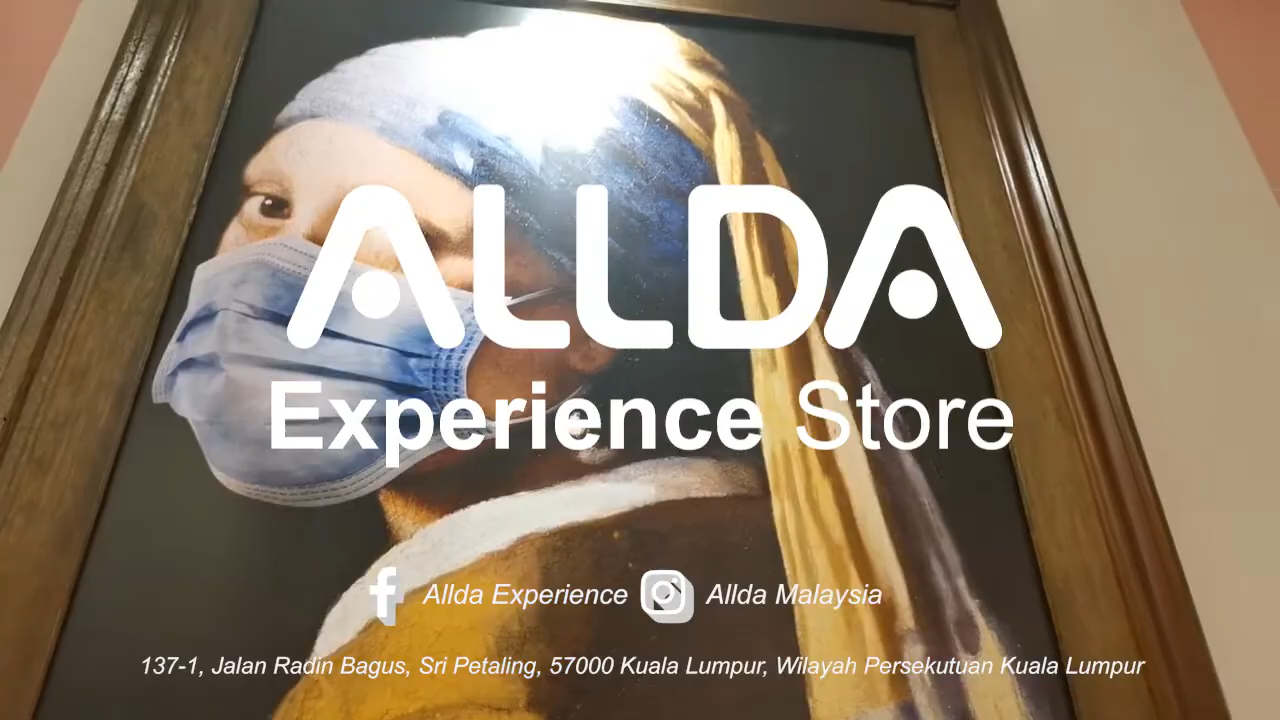 ALLDA
Experience Store
Allda Experience Allda Malaysia
137-1, Jalan Radin Bagus, Sri Petaling, 57000 Kuala Lumpur, Wilayah Persekutuan Kuala Lumpur